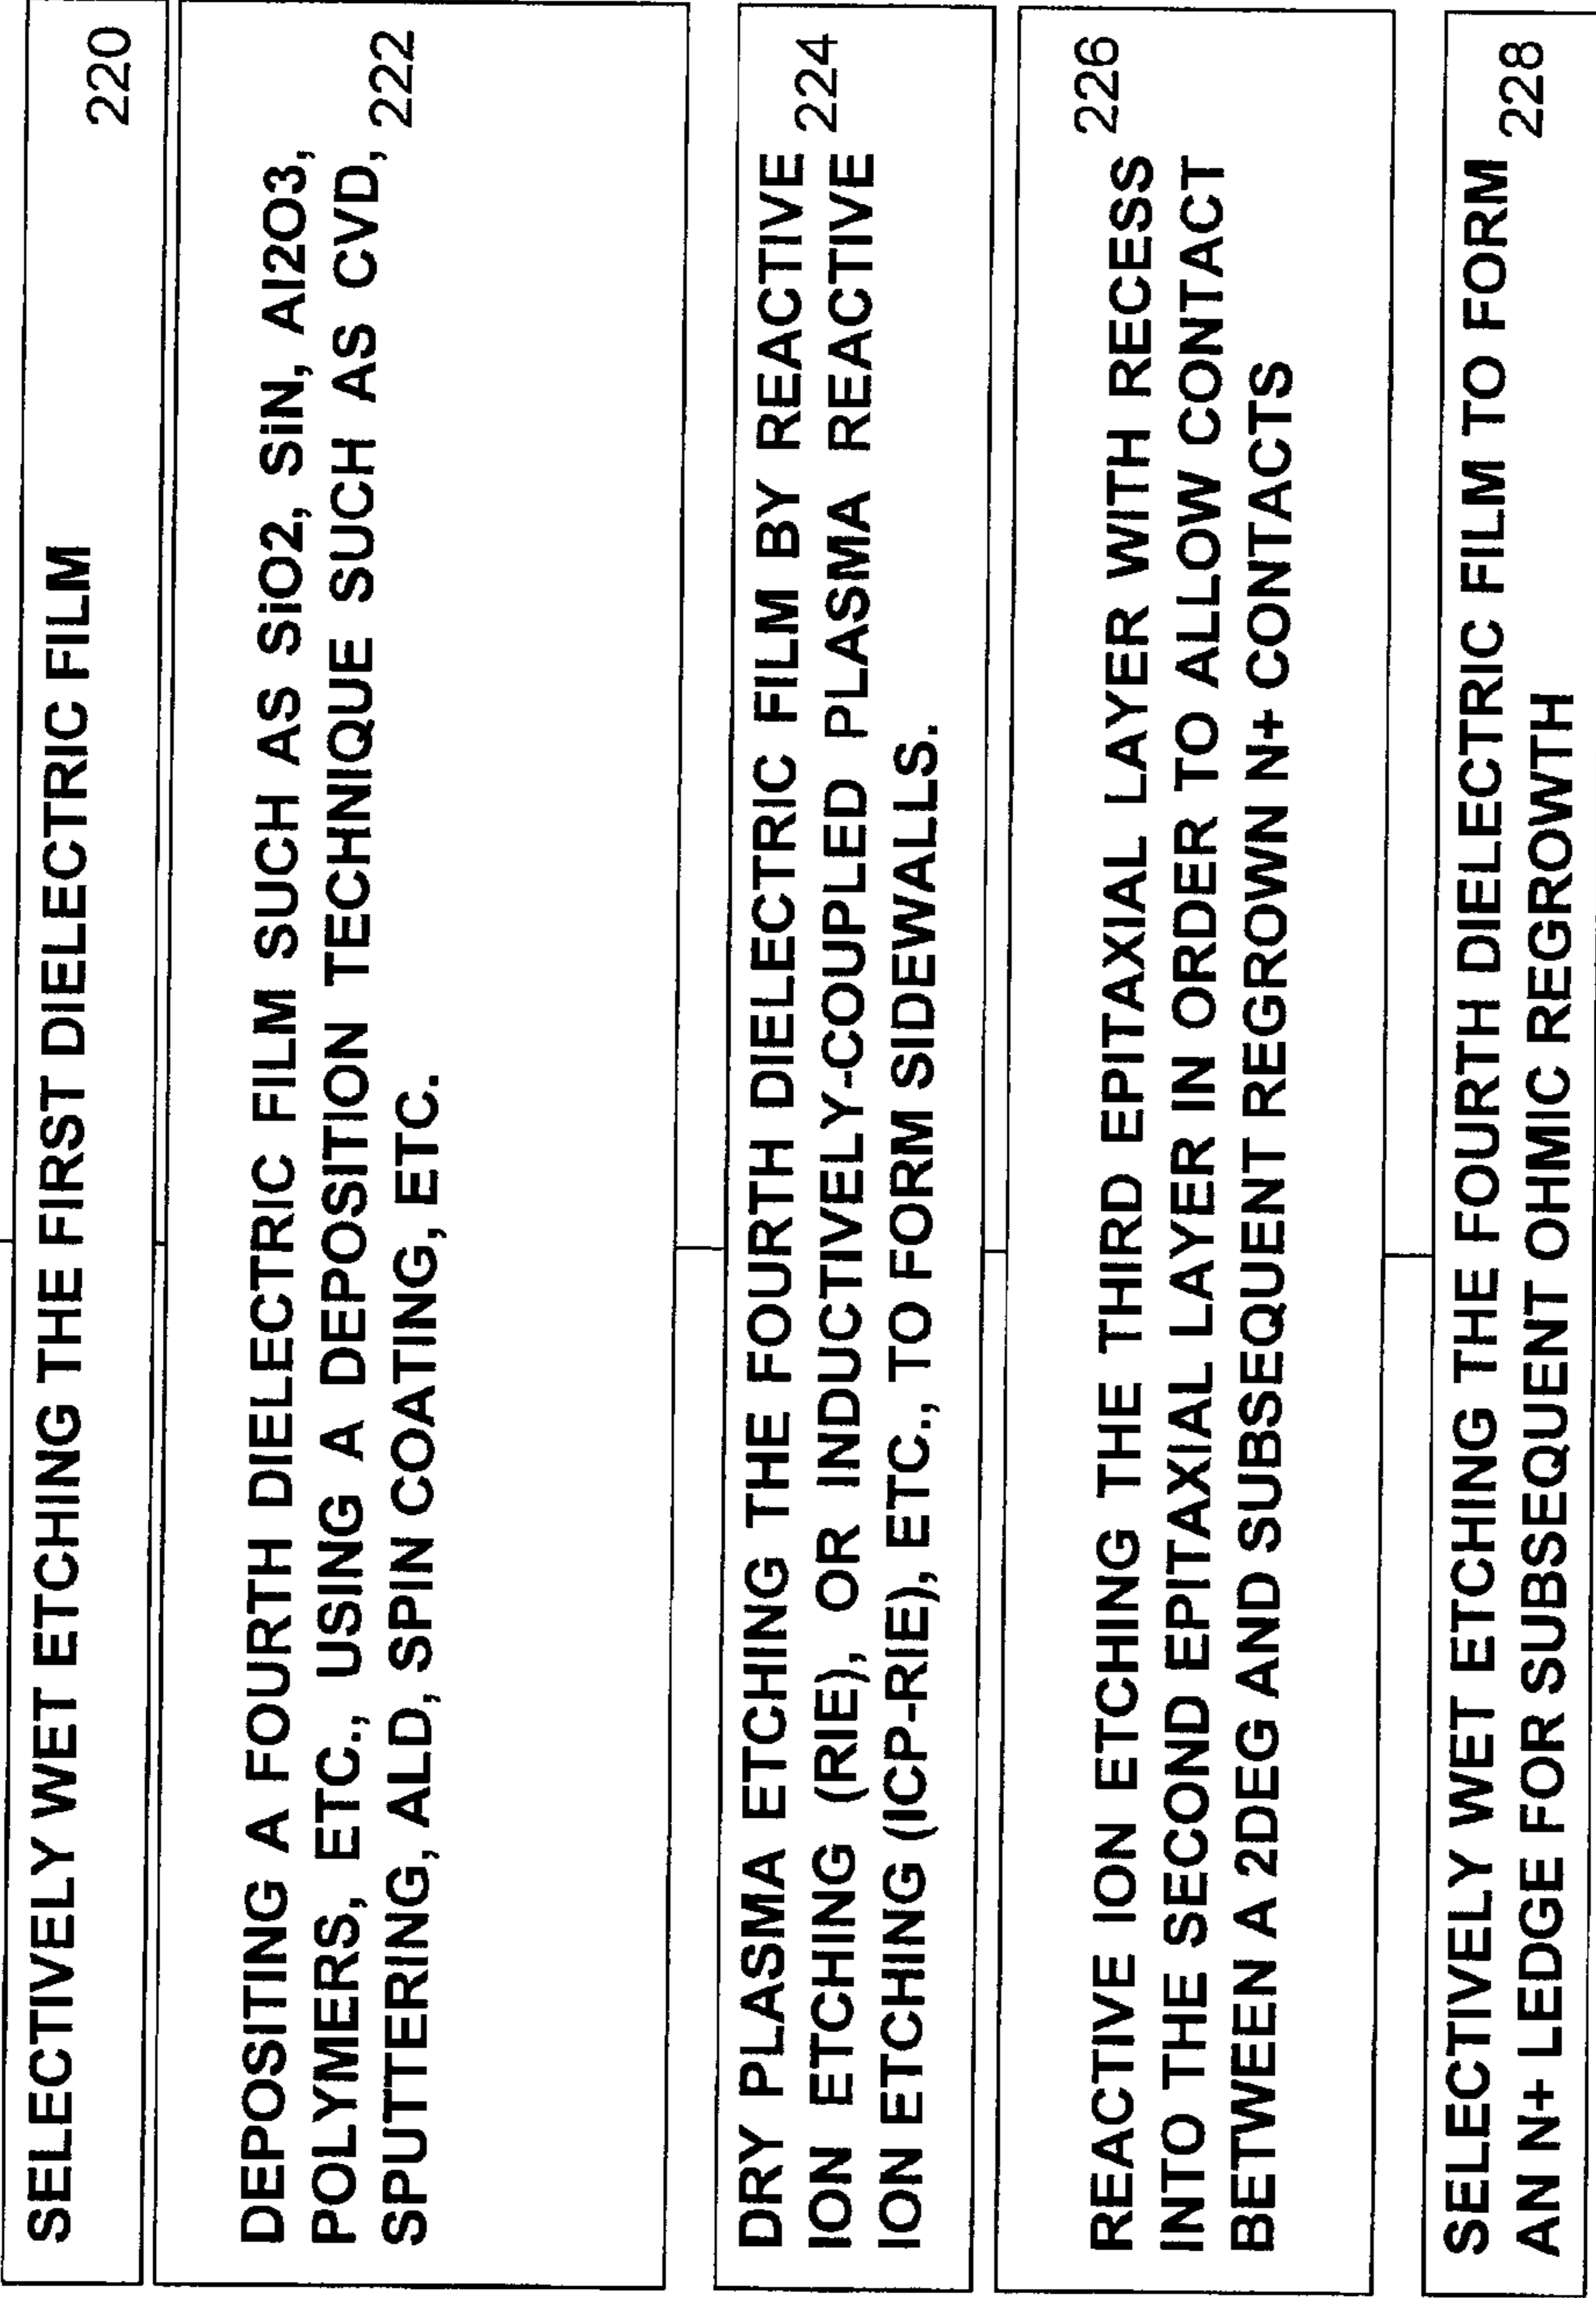 SELECTIVELY WET ETCHING THE FIRST DIELECTRIC FILM
220
DEPOSITING A FOURTH DIELECTRIC FILM SUCH AS SiO2, SiN, Al2O3,
POLYMERS, ETC., USING A DEPOSITION TECHNIQUE SUCH AS CVD,
222
SPUTTERING, ALD, SPIN COATING, ETC.
DRY PLASMA ETCHING THE FOURTH DIELECTRIC FILM BY REACTIVE
224
ION ETCHING (RIE), OR INDUCTIVELY-COUPLED PLASMA REACTIVE
ION ETCHING (ICP-RIE), ETC., TO FORM SIDEWALLS.
226
REACTIVE ION ETCHING THE THIRD EPITAXIAL LAYER WITH RECESS
INTO THE SECOND EPITAXIAL LAYER IN ORDER TO ALLOW CONTACT
BETWEEN A 2DEG AND SUBSEQUENT REGROWN N+ CONTACTS
SELECTIVELY WET ETCHING THE FOURTH DIELECTRIC FILM TO FORM
228
AN N+ LEDGE FOR SUBSEQUENT OHMIC REGROWTH